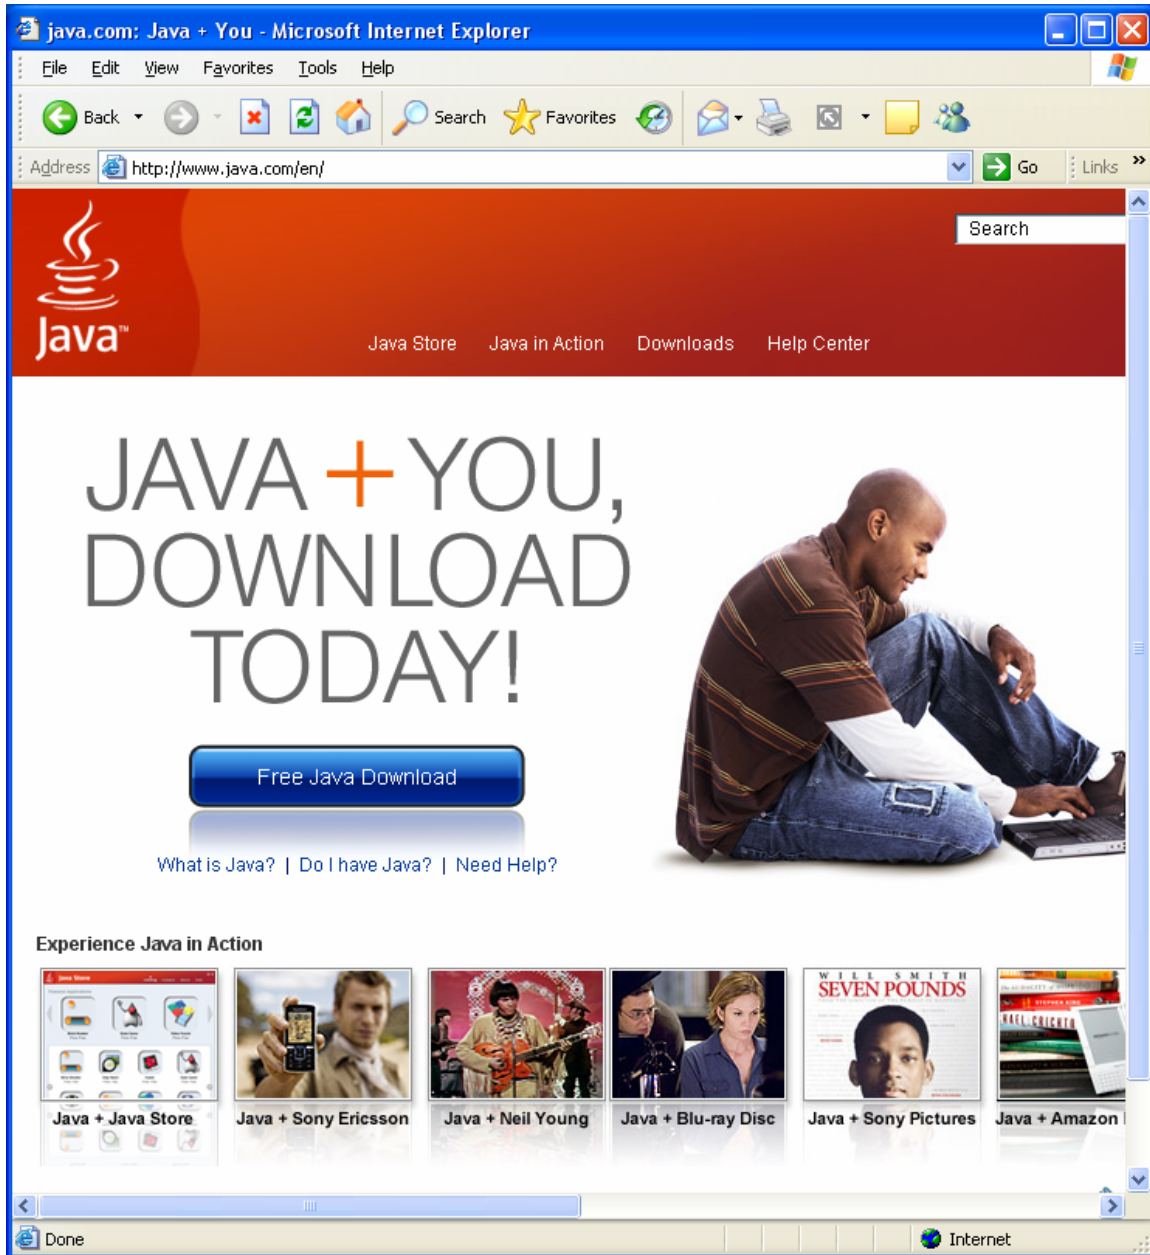 java.com: Java + You - Microsoft Internet Explorer
File Edit View Favorites Tools Help
Back Search Favorites
Address http://www.java.com/en/ Go Links »
Search
Java™
Java Store Java in Action Downloads Help Center
JAVA + YOU,
DOWNLOAD
TODAY!
Free Java Download
What is Java? | Do I have Java? | Need Help?
Experience Java in Action
Java Store
WILL SMITH
SEVEN POUNDS
STEPHEN KING
Java + Java Store Java + Sony Ericsson Java + Neil Young Java + Blu-ray Disc Java + Sony Pictures Java + Amazon
Done Internet